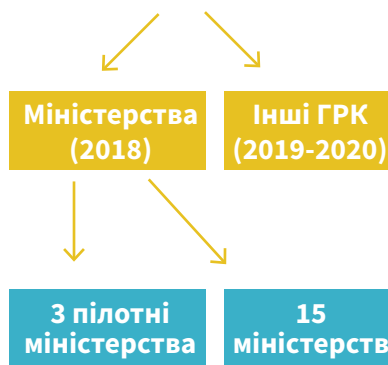 Міністерства
(2018)
Інші ГРК
(2019-2020)
3 пілотні
міністерства
15
міністерств